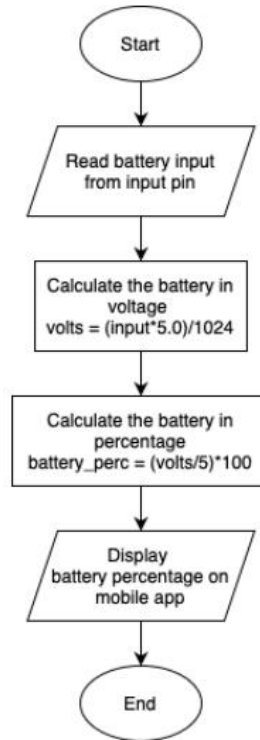 Start
Read battery input
from input pin
Calculate the battery in
voltage
volts = (input*5.0)/1024
Calculate the battery in
percentage
battery_perc = (volts/5)*100
Display
battery percentage on
mobile app
End